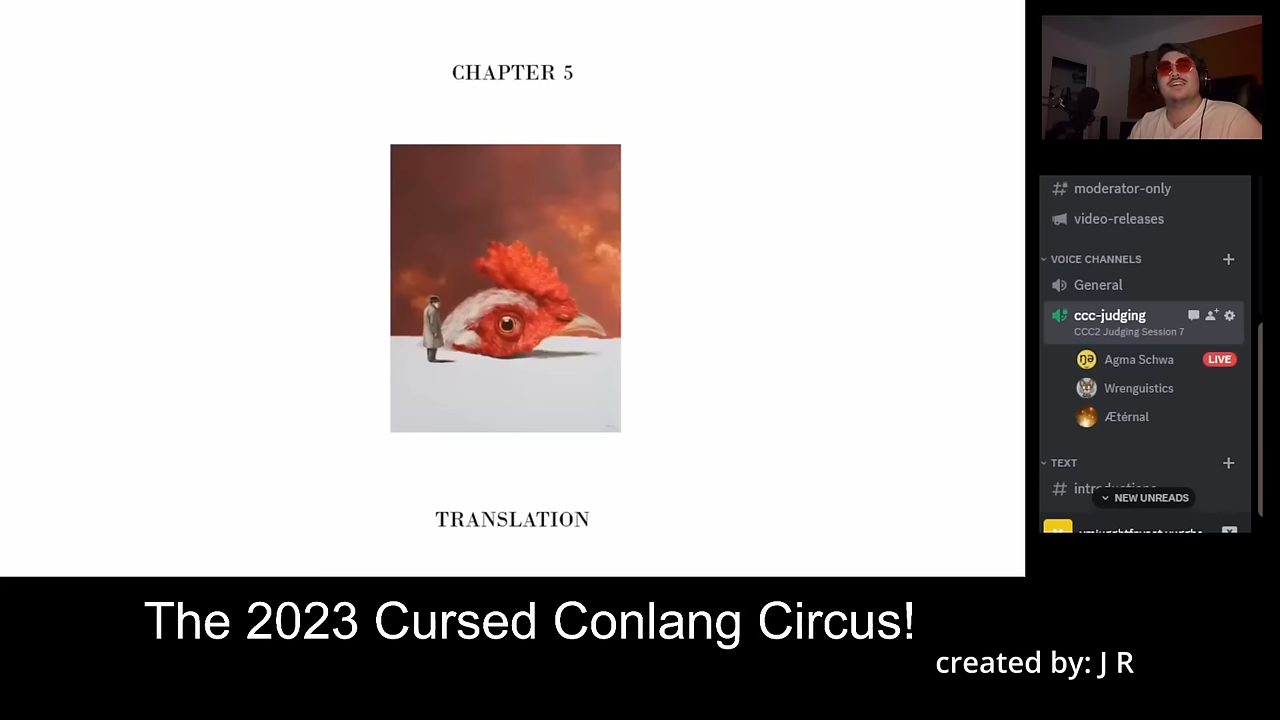 CHAPTER 5
TRANSLATION
moderator-only
video-releases
VOICE CHANNELS
General
ccc-judging
CCC2 Judging Session 7
ŋə
Agma Schwa
LIVE
Wrenguistics
Ætérnal
TEXT
NEW UNREADS
The 2023 Cursed Conlang Circus!
created by: J R